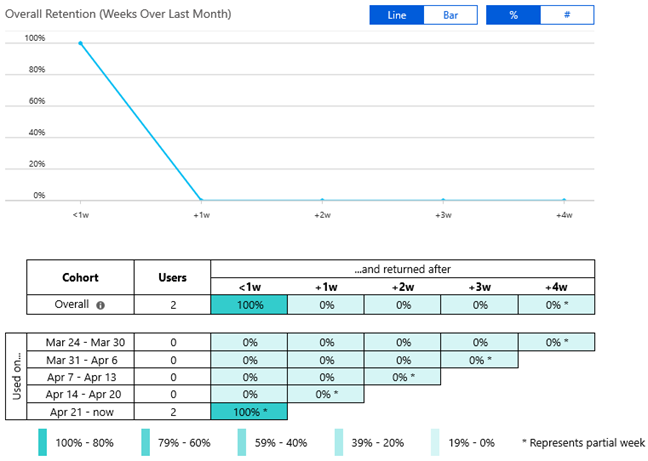 Overall Retention (Weeks Over Last Month)
Line Bar % #
100%
80%
60%
40%
20%
0%
<1w +1w +2w +3w +4w
Cohort Users ...and returned after
<1w +1w +2w +3w +4w
Overall 2 100% 0% 0% 0% 0% *
Used on...
Mar 24 - Mar 30 0 0% 0% 0% 0% 0% *
Mar 31 - Apr 6 0 0% 0% 0% 0% *
Apr 7 - Apr 13 0 0% 0% 0% *
Apr 14 - Apr 20 0 0% 0% *
Apr 21 - now 2 100% *
100% - 80% 79% - 60% 59% - 40% 39% - 20% 19% - 0% * Represents partial week